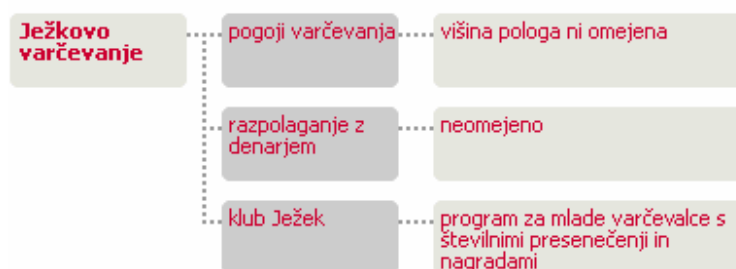 Ježkovo
varčevanje
pogoji varčevanja
višina pologa ni omejena
razpolaganje z
denarjem
neomejeno
klub Ježek
program za mlade varčevalce s
številnimi presenečenji in
nagradami